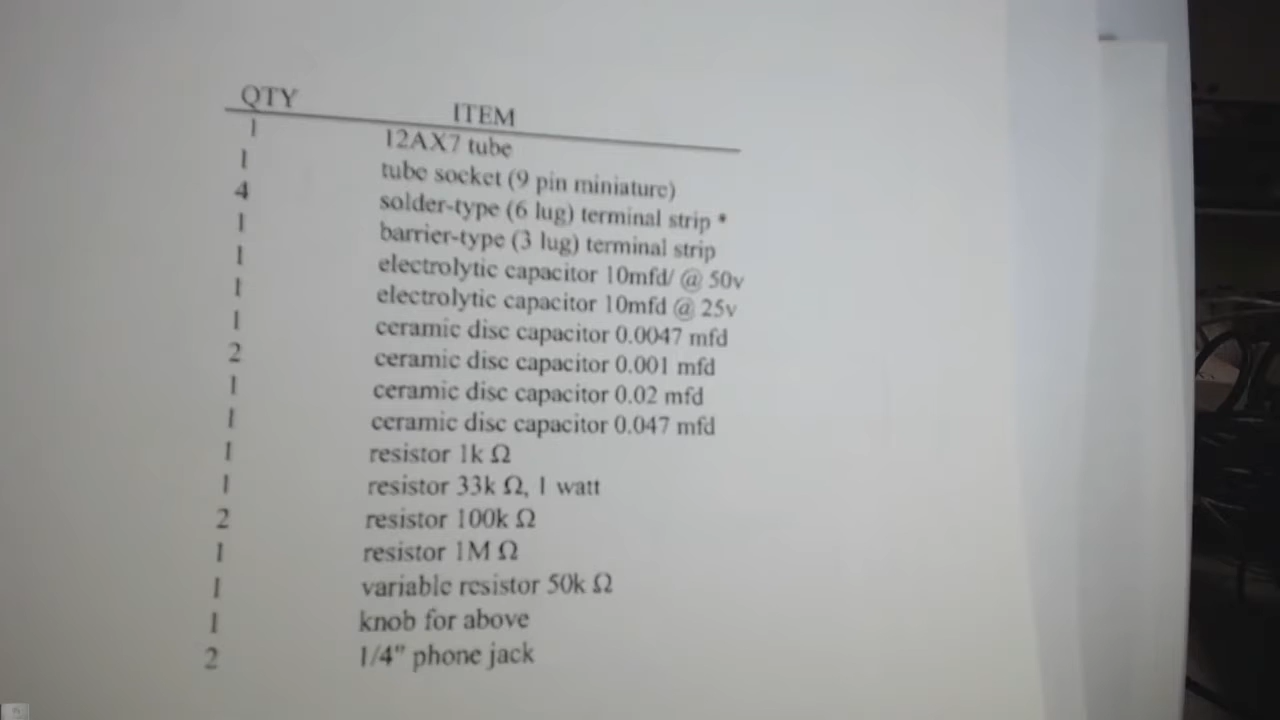 QTY ITEM
1 12AX7 tube
1 tube socket (9 pin miniature)
4 solder-type (6 lug) terminal strip *
1 barrier-type (3 lug) terminal strip
1 electrolytic capacitor 10mfd/ @ 50v
1 electrolytic capacitor 10mfd @ 25v
1 ceramic disc capacitor 0.0047 mfd
2 ceramic disc capacitor 0.001 mfd
1 ceramic disc capacitor 0.02 mfd
1 ceramic disc capacitor 0.047 mfd
1 resistor 1k Ω
1 resistor 33k Ω, 1 watt
2 resistor 100k Ω
1 resistor 1M Ω
1 variable resistor 50k Ω
1 knob for above
2 1/4" phone jack